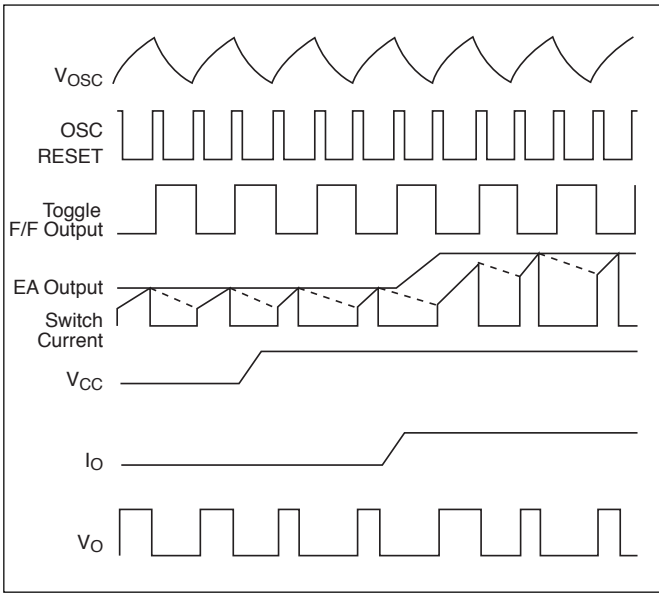 VOSC
OSC
RESET
Toggle
F/F Output
EA Output
Switch
Current
VCC
IO
VO